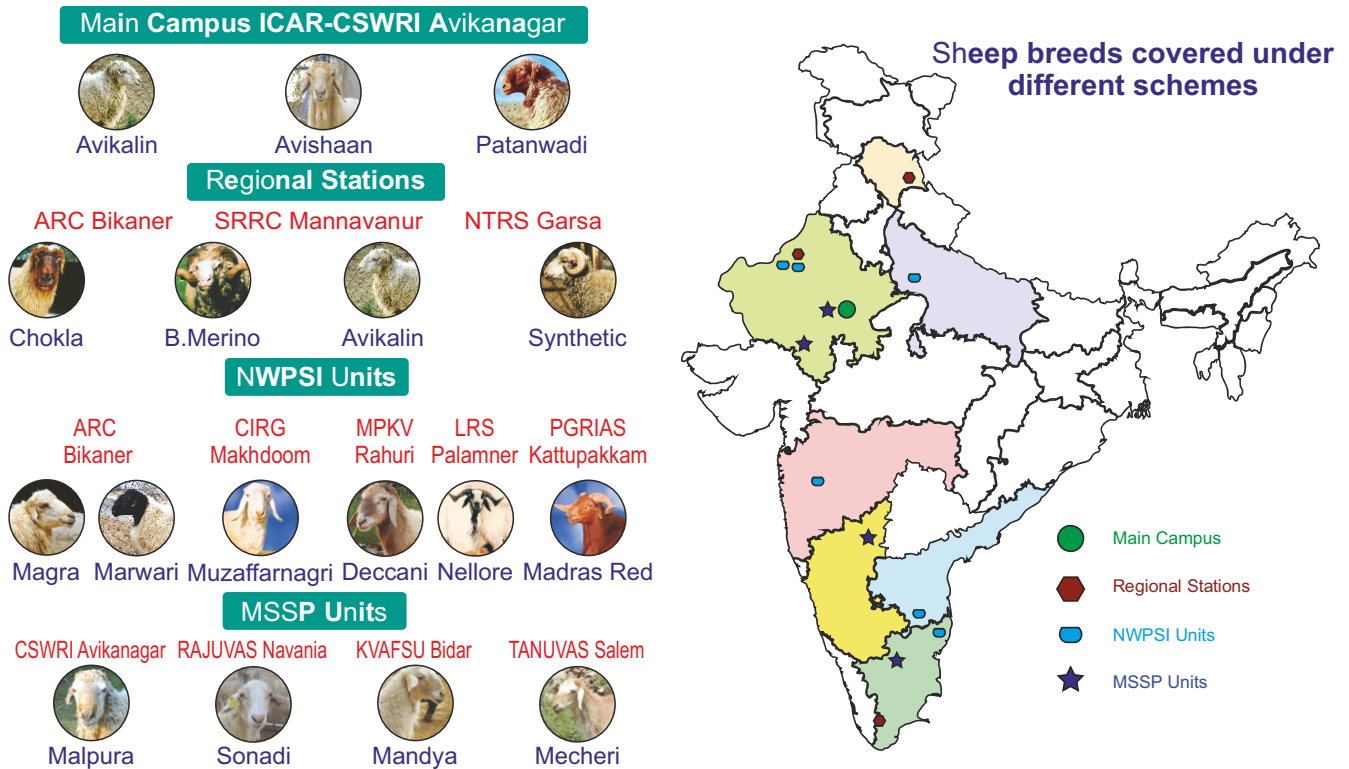 Main Campus ICAR-CSWRI Avikanagar
Avikalin
Avishaan
Patanwadi
Regional Stations
ARC Bikaner
SRRC Mannavanur
NTRS Garsa
Chokla
B.Merino
Avikalin
Synthetic
NWPSI Units
ARC
Bikaner
CIRG
Makhdoom
MPKV
Rahuri
LRS
Palamner
PGRIAS
Kattupakkam
Magra
Marwari
Muzaffarnagri
Deccani
Nellore
Madras Red
MSSP Units
CSWRI Avikanagar
RAJUVAS Navania
KVAFSU Bidar
TANUVAS Salem
Malpura
Sonadi
Mandya
Mecheri
Sheep breeds covered under
different schemes
Main Campus
Regional Stations
NWPSI Units
MSSP Units